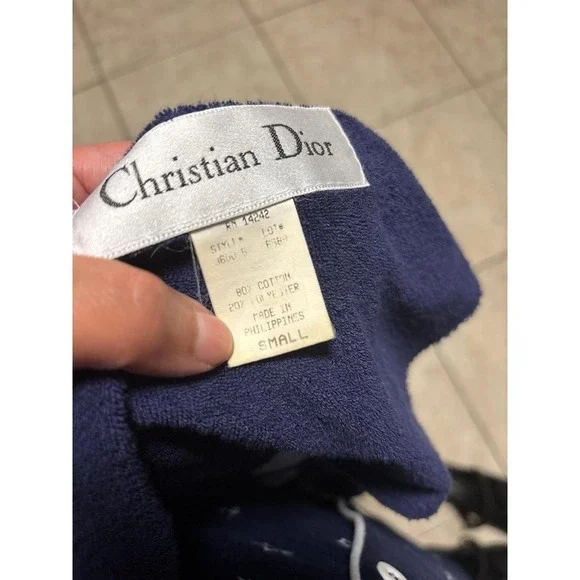 Christian Dior
RN 14242
STYLE# LOT#
80% COTTON
20% POLYESTER
MADE IN
PHILIPPINES
SMALL